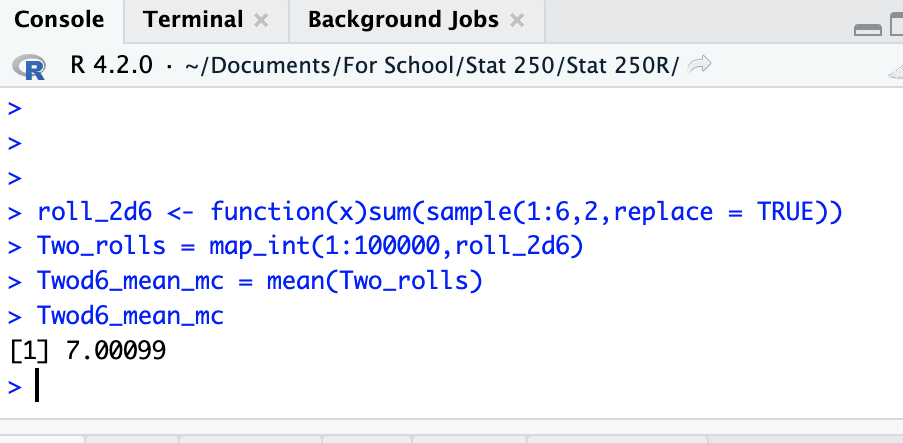 Console Terminal × Background Jobs ×
R R 4.2.0 · ~/Documents/For School/Stat 250/Stat 250R/
>
>
>
> roll_2d6 <- function(x)sum(sample(1:6,2,replace = TRUE))
> Two_rolls = map_int(1:100000,roll_2d6)
> Twod6_mean_mc = mean(Two_rolls)
> Twod6_mean_mc
[1] 7.00099
>